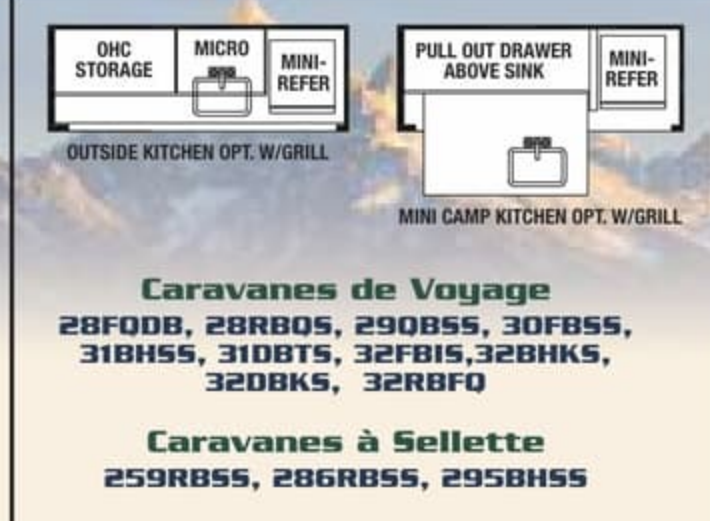 OHC
STORAGE
MICRO
MINI-
REFER
OUTSIDE KITCHEN OPT. W/GRILL
PULL OUT DRAWER
ABOVE SINK
MINI-
REFER
MINI CAMP KITCHEN OPT. W/GRILL
Caravanes de Voyage
28FQDB, 28RBQS, 29QBSS, 30FBSS,
31BHSS, 31DBTS, 32FBIS,32BHKS,
32DBKS, 32RBFQ
Caravanes à Sellette
259RBSS, 286RBSS, 295BHSS